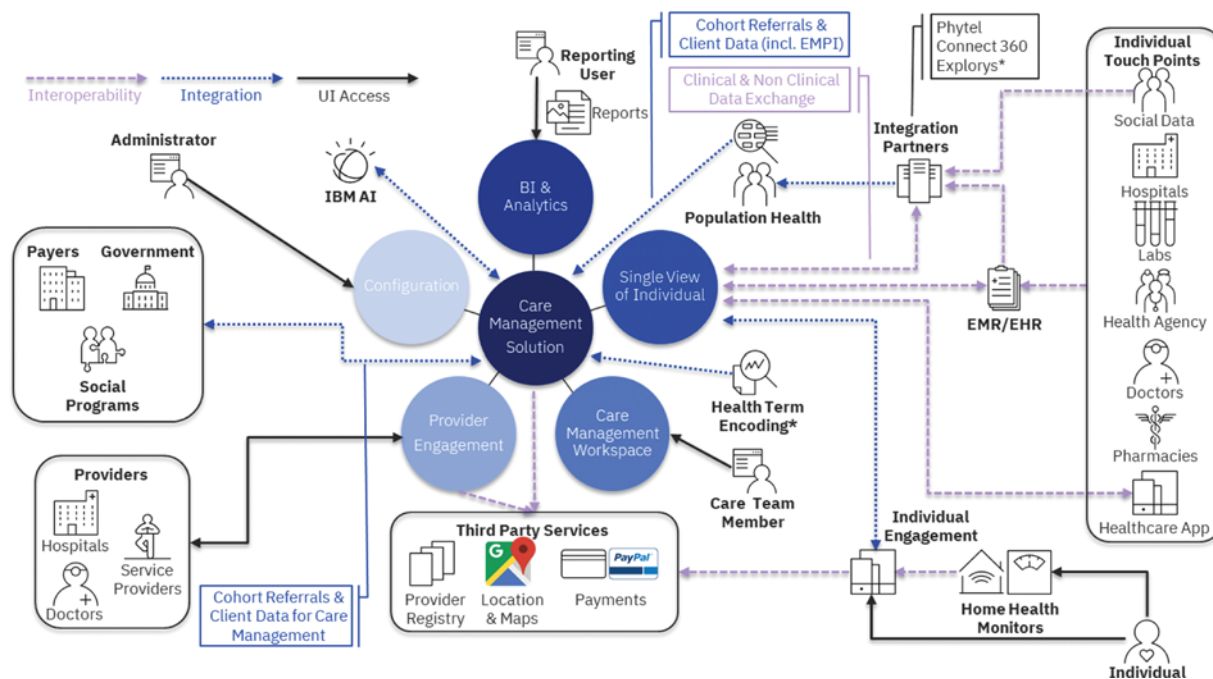 Interoperability
Integration
UI Access
Reporting
User
Reports
Cohort Referrals &
Client Data (incl. EMPI)
Clinical & Non Clinical
Data Exchange
Phytel
Connect 360
Explorys*
Individual
Touch Points
Social Data
Hospitals
Labs
Health Agency
Doctors
Pharmacies
Healthcare App
Administrator
IBM AI
BI &
Analytics
Population Health
Integration
Partners
Payers
Government
Social
Programs
Configuration
Care
Management
Solution
Single View
of Individual
EMR/EHR
Provider
Engagement
Care
Management
Workspace
Health Term
Encoding*
Care Team
Member
Providers
Hospitals
Doctors
Service
Providers
Cohort Referrals &
Client Data for Care
Management
Third Party Services
G
PayPal
Provider
Registry
Location
& Maps
Payments
Individual
Engagement
Home Health
Monitors
Individual